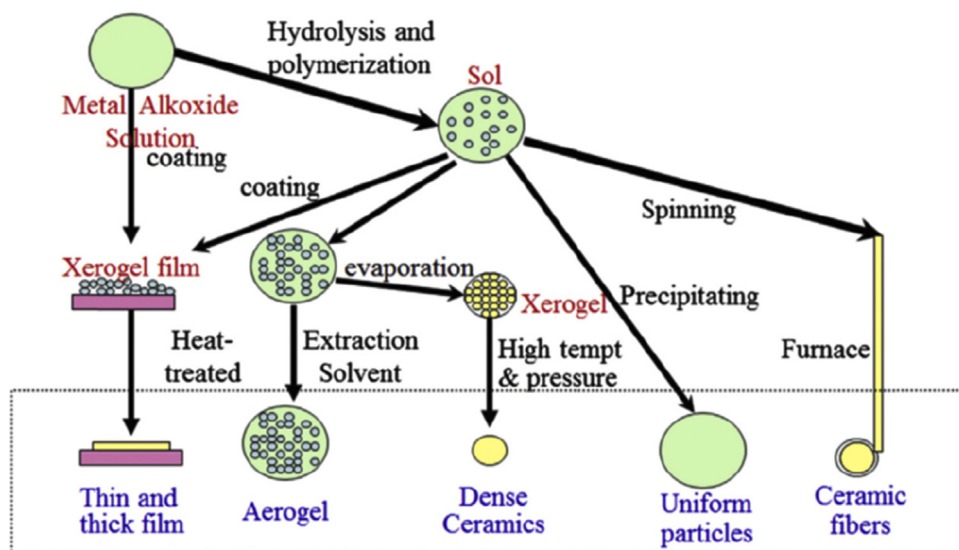 Hydrolysis and
polymerization
Sol
Metal Alkoxide
Solution
coating
coating
Spinning
Xerogel film
evaporation
Xerogel
Precipitating
Heat-
treated
Extraction
Solvent
High tempt
& pressure
Furnace
Thin and
thick film
Aerogel
Dense
Ceramics
Uniform
particles
Ceramic
fibers